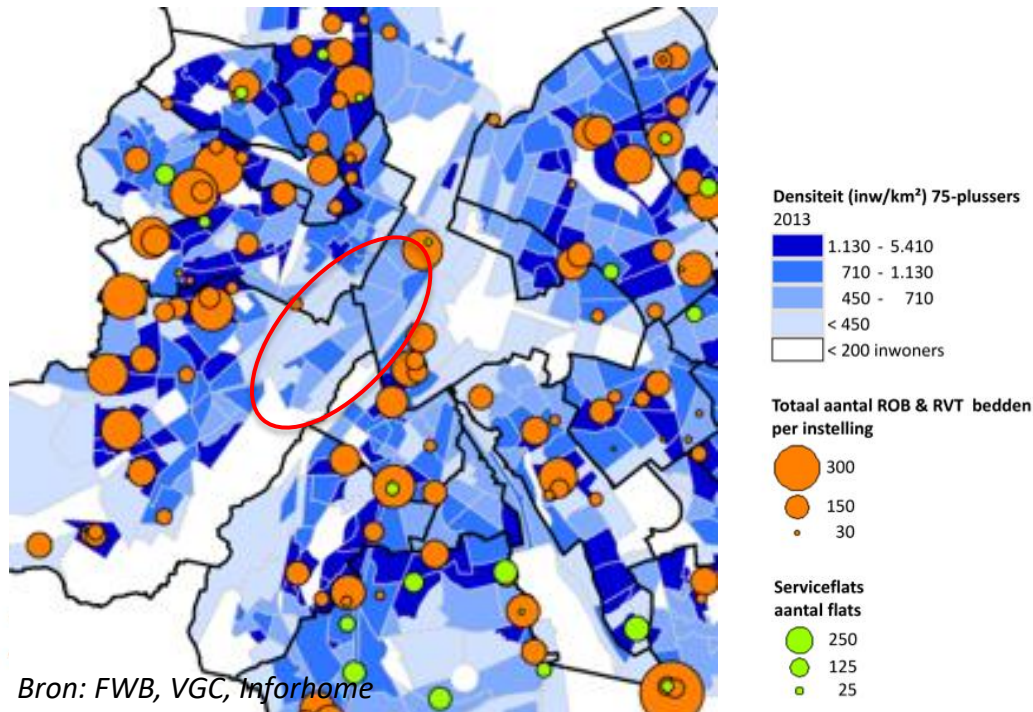 Densiteit (inw/km²) 75-plussers
2013
1.130 - 5.410
710 - 1.130
450 - 710
< 450
< 200 inwoners
Totaal aantal ROB & RVT bedden
per instelling
300
150
30
Serviceflats
aantal flats
250
125
25
Bron: FWB, VGC, Inforhome